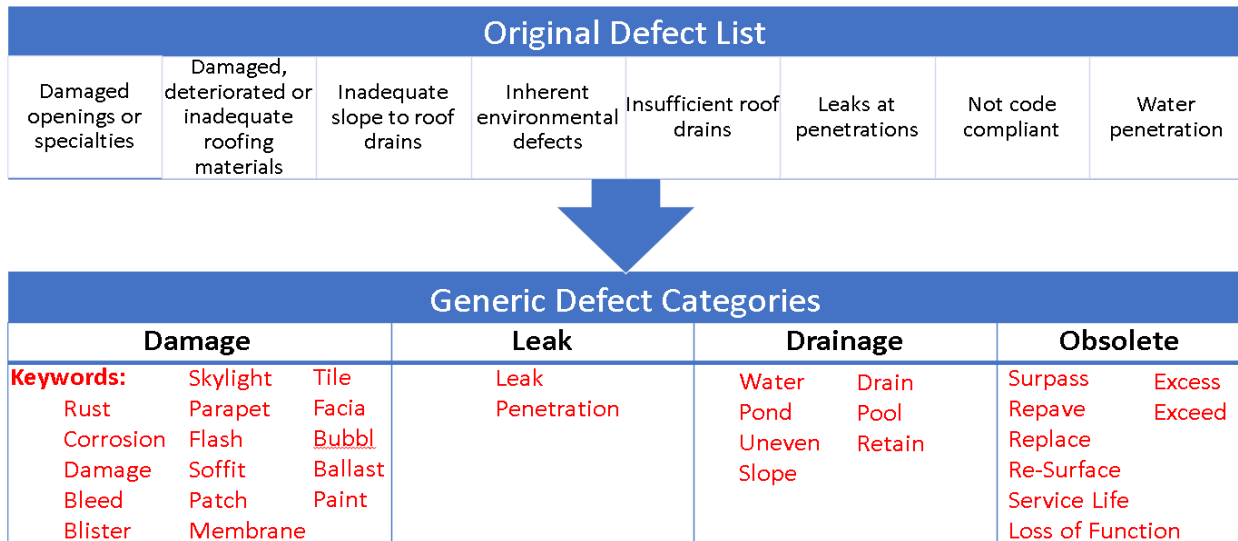 Original Defect List
Damaged
openings or
specialties
Damaged,
deteriorated or
inadequate
roofing
materials
Inadequate
slope to roof
drains
Inherent
environmental
defects
Insufficient roof
drains
Leaks at
penetrations
Not code
compliant
Water
penetration
Generic Defect Categories
Damage
Keywords:
Rust
Corrosion
Damage
Bleed
Blister
Skylight
Parapet
Flash
Soffit
Patch
Membrane
Tile
Facia
Bubbl
Ballast
Paint
Leak
Leak
Penetration
Drainage
Water
Pond
Uneven
Slope
Drain
Pool
Retain
Obsolete
Surpass
Repave
Replace
Re-Surface
Service Life
Loss of Function
Excess
Exceed